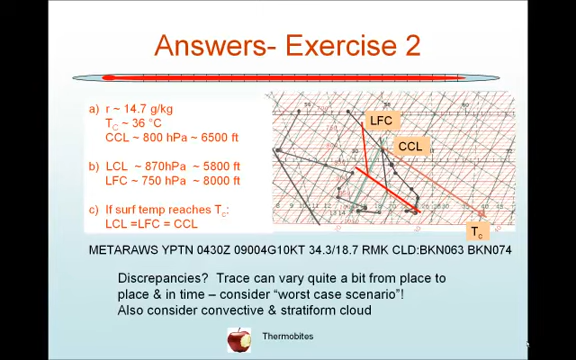 Answers- Exercise 2
a) r ~ 14.7 g/kg
Tc ~ 36 °C
CCL ~ 800 hPa ~ 6500 ft
b) LCL ~ 870hPa ~ 5800 ft
LFC ~ 750 hPa ~ 8000 ft
c) If surf temp reaches Tc:
LCL =LFC = CCL
LFC
CCL
Tc
METARAWS YPTN 0430Z 09004G10KT 34.3/18.7 RMK CLD:BKN063 BKN074
Discrepancies? Trace can vary quite a bit from place to
place & in time – consider “worst case scenario”!
Also consider convective & stratiform cloud
Thermobites